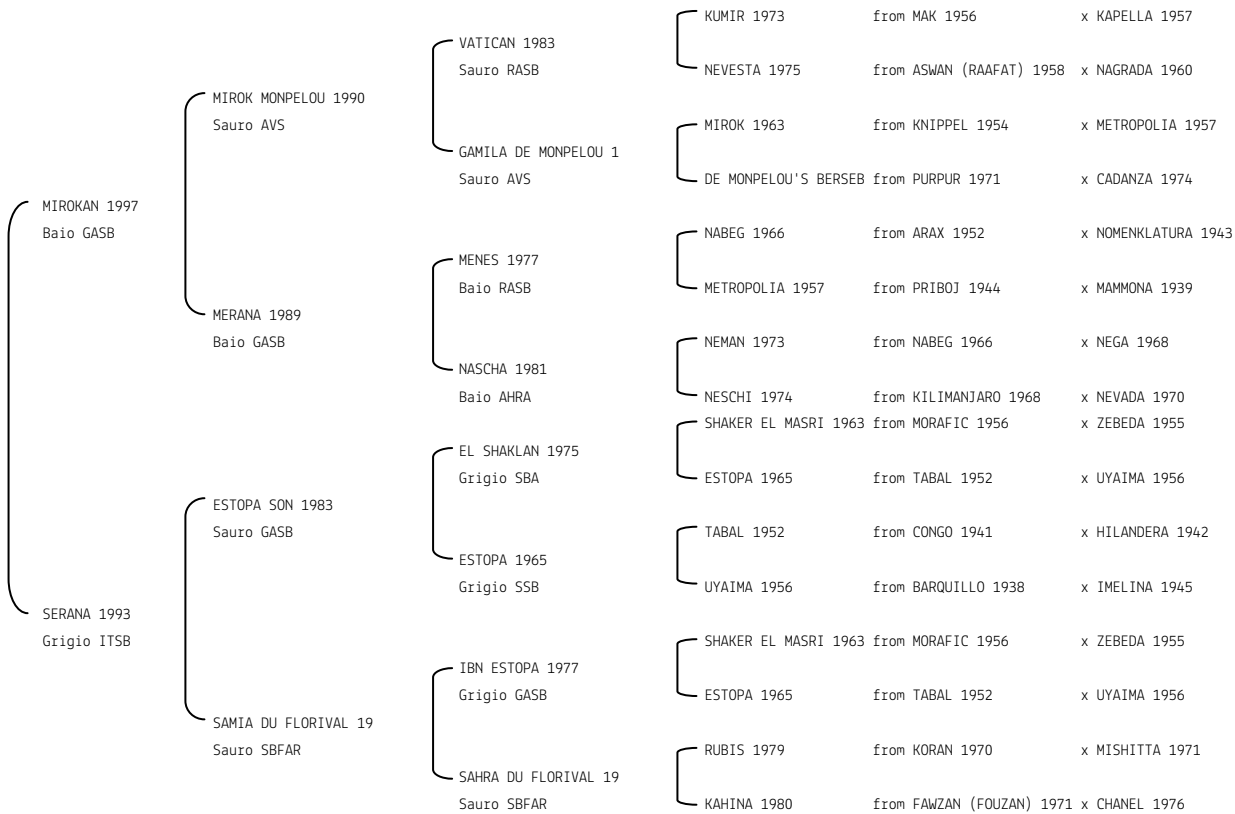 KUMIR 1973 from MAK 1956 x KAPELLA 1957
VATICAN 1983
Sauro RASB
NEVESTA 1975 from ASWAN (RAAFAT) 1958 x NAGRADA 1960
MIROK MONPELOU 1990
Sauro AVS
MIROK 1963 from KNIPPEL 1954 x METROPOLIA 1957
GAMILA DE MONPELOU 1
Sauro AVS
DE MONPELOU'S BERSEB from PURPUR 1971 x CADANZA 1974
MIROKAN 1997
Baio GASB
NABEG 1966 from ARAX 1952 x NOMENKLATURA 1943
MENES 1977
Baio RASB
METROPOLIA 1957 from PRIBOJ 1944 x MAMMONA 1939
MERANA 1989
Baio GASB
NEMAN 1973 from NABEG 1966 x NEGA 1968
NASCHA 1981
Baio AHRA
NESCHI 1974 from KILIMANJARO 1968 x NEVADA 1970
SHAKER EL MASRI 1963 from MORAFIC 1956 x ZEBEDA 1955
EL SHAKLAN 1975
Grigio SBA
ESTOPA 1965 from TABAL 1952 x UYAIMA 1956
ESTOPA SON 1983
Sauro GASB
TABAL 1952 from CONGO 1941 x HILANDERA 1942
ESTOPA 1965
Grigio SSB
UYAIMA 1956 from BARQUILLO 1938 x IMELINA 1945
SERANA 1993
Grigio ITSB
SHAKER EL MASRI 1963 from MORAFIC 1956 x ZEBEDA 1955
IBN ESTOPA 1977
Grigio GASB
ESTOPA 1965 from TABAL 1952 x UYAIMA 1956
SAMIA DU FLORIVAL 19
Sauro SBFAR
RUBIS 1979 from KORAN 1970 x MISHITTA 1971
SAHRA DU FLORIVAL 19
Sauro SBFAR
KAHINA 1980 from FAWZAN (FOUZAN) 1971 x CHANEL 1976